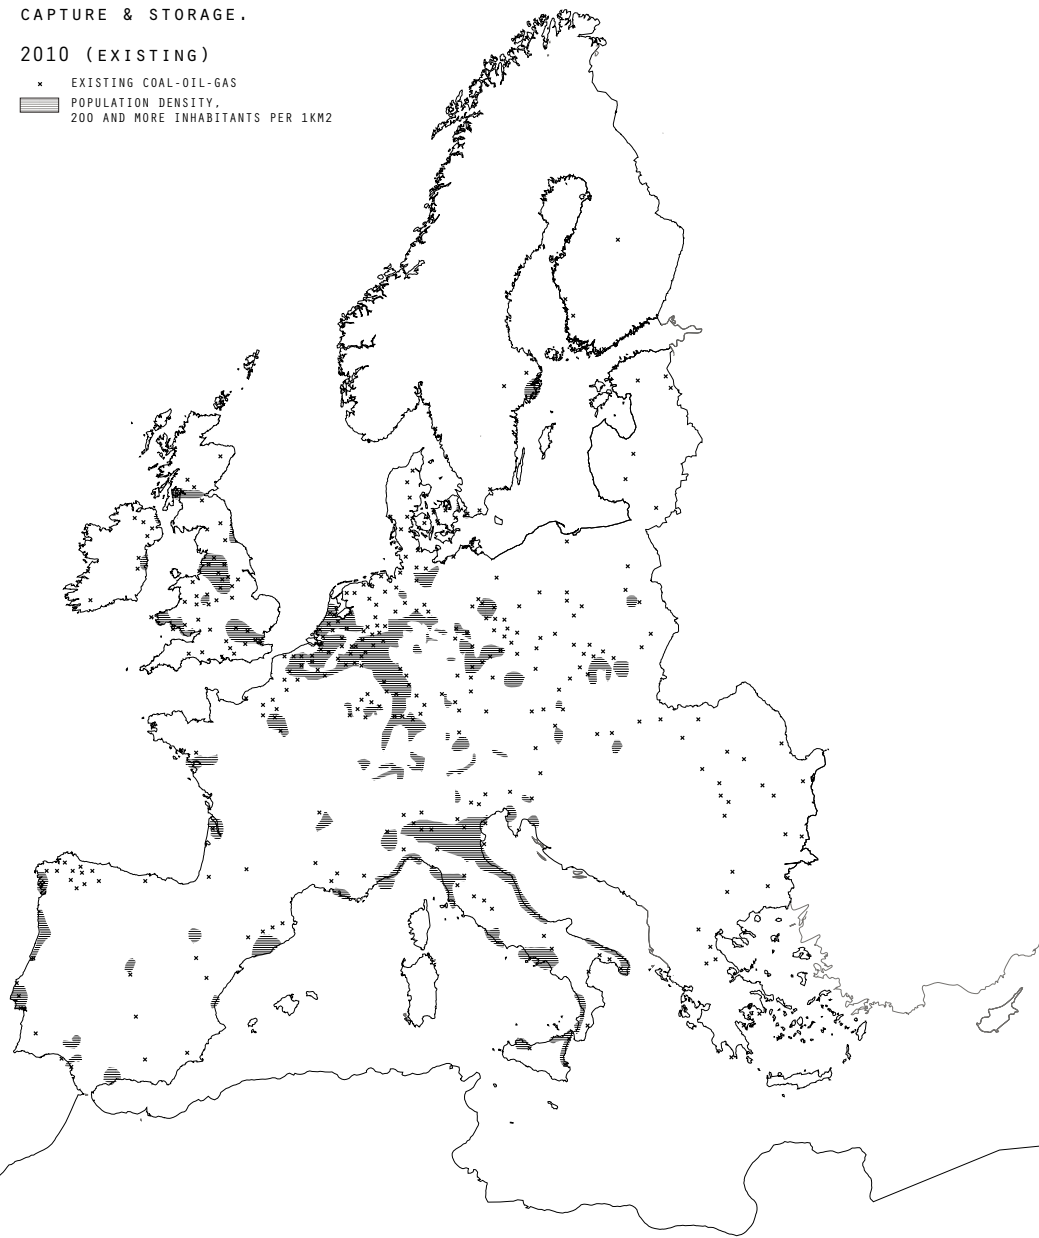 CAPTURE & STORAGE.
2010 (EXISTING)
EXISTING COAL-OIL-GAS
POPULATION DENSITY,
200 AND MORE INHABITANTS PER 1KM2